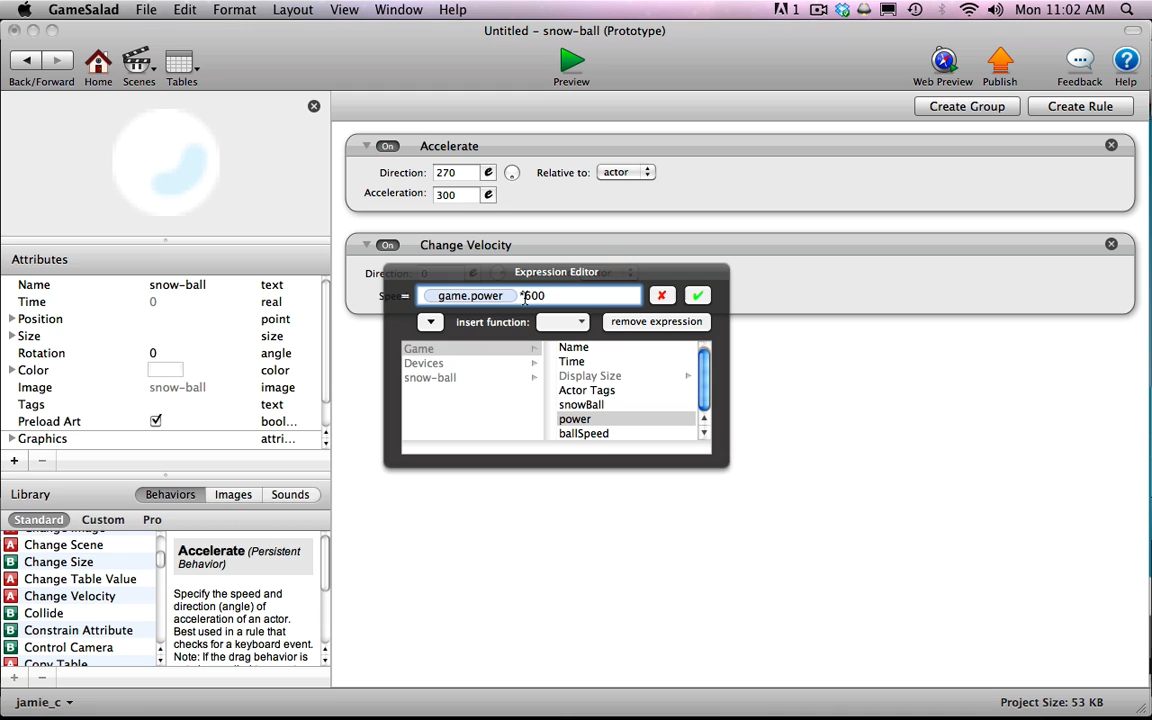 GameSalad File Edit Format Layout View Window Help
1 Mon 11:02 AM
Untitled – snow-ball (Prototype)
Back/Forward Home Scenes Tables Preview Web Preview Publish Feedback Help
Create Group Create Rule
On Accelerate
Direction: 270 e Relative to: actor
Acceleration: 300 e
On Change Velocity
Expression Editor
= game.power *600
insert function: remove expression
Game
Devices
snow-ball
Name
Time
Display Size
Actor Tags
snowBall
power
ballSpeed
Attributes
Name snow-ball text
Time 0 real
Position point
Size size
Rotation 0 angle
Color color
Image snow-ball image
Tags text
Preload Art bool...
Graphics attri...
+ –
Library Behaviors Images Sounds
Standard Custom Pro
A Change Image
A Change Scene
B Change Size
A Change Table Value
A Change Velocity
B Collide
B Constrain Attribute
B Control Camera
A Copy Table
Accelerate (Persistent
Behavior)
Specify the speed and
direction (angle) of
acceleration of an actor.
Best used in a rule that
checks for a keyboard event.
Note: If the drag behavior is
+ –
jamie_c Project Size: 53 KB